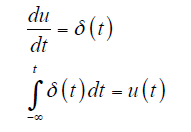 du/dt = δ(t)
∫_{-∞}^{t} δ(t)dt = u(t)